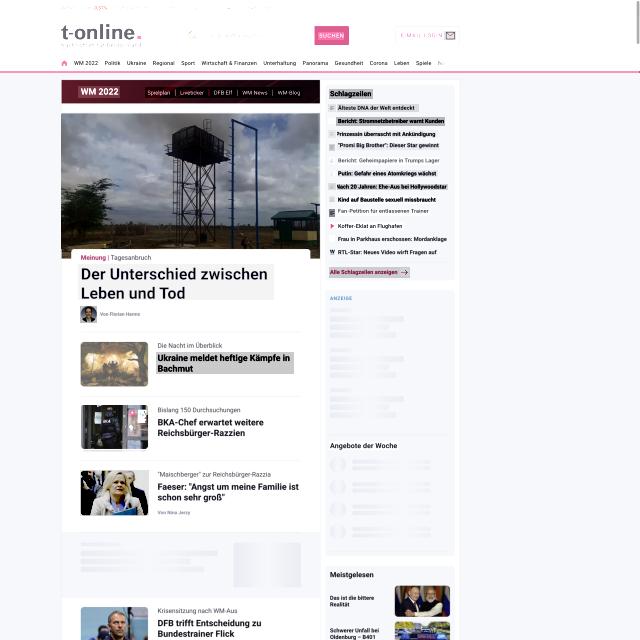 t-online.
SUCHEN
E-MAIL LOGIN
WM 2022 Politik Ukraine Regional Sport Wirtschaft & Finanzen Unterhaltung Panorama Gesundheit Corona Leben Spiele
WM 2022
Spielplan | Liveticker | DFB Elf | WM News | WM-Blog
Meinung | Tagesanbruch
Der Unterschied zwischen
Leben und Tod
Von Florian Harms
Die Nacht im Überblick
Ukraine meldet heftige Kämpfe in
Bachmut
Bislang 150 Durchsuchungen
BKA-Chef erwartet weitere
Reichsbürger-Razzien
"Maischberger" zur Reichsbürger-Razzia
Faeser: "Angst um meine Familie ist
schon sehr groß"
Von Nina Jerzy
Krisensitzung nach WM-Aus
DFB trifft Entscheidung zu
Bundestrainer Flick
Schlagzeilen
Älteste DNA der Welt entdeckt
Bericht: Stromnetzbetreiber warnt Kunden
Prinzessin überrascht mit Ankündigung
"Promi Big Brother": Dieser Star gewinnt
Bericht: Geheimpapiere in Trumps Lager
Putin: Gefahr eines Atomkriegs wächst
Nach 20 Jahren: Ehe-Aus bei Hollywoodstar
Kind auf Baustelle sexuell missbraucht
Fan-Petition für entlassenen Trainer
Koffer-Eklat an Flughafen
Frau in Parkhaus erschossen: Mordanklage
RTL-Star: Neues Video wirft Fragen auf
Alle Schlagzeilen anzeigen
ANZEIGE
Angebote der Woche
Meistgelesen
Das ist die bittere
Realität
Schwerer Unfall bei
Oldenburg – B401